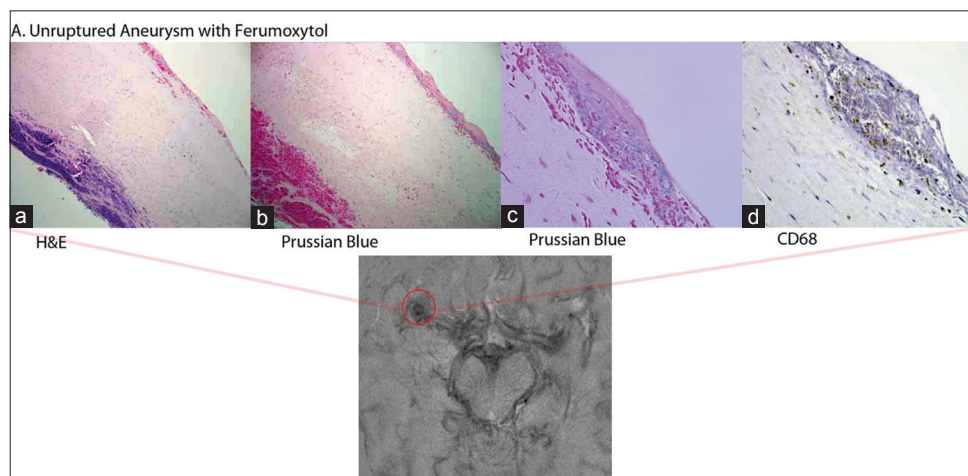 A. Unruptured Aneurysm with Ferumoxytol
a
b
c
d
H&E
Prussian Blue
Prussian Blue
CD68